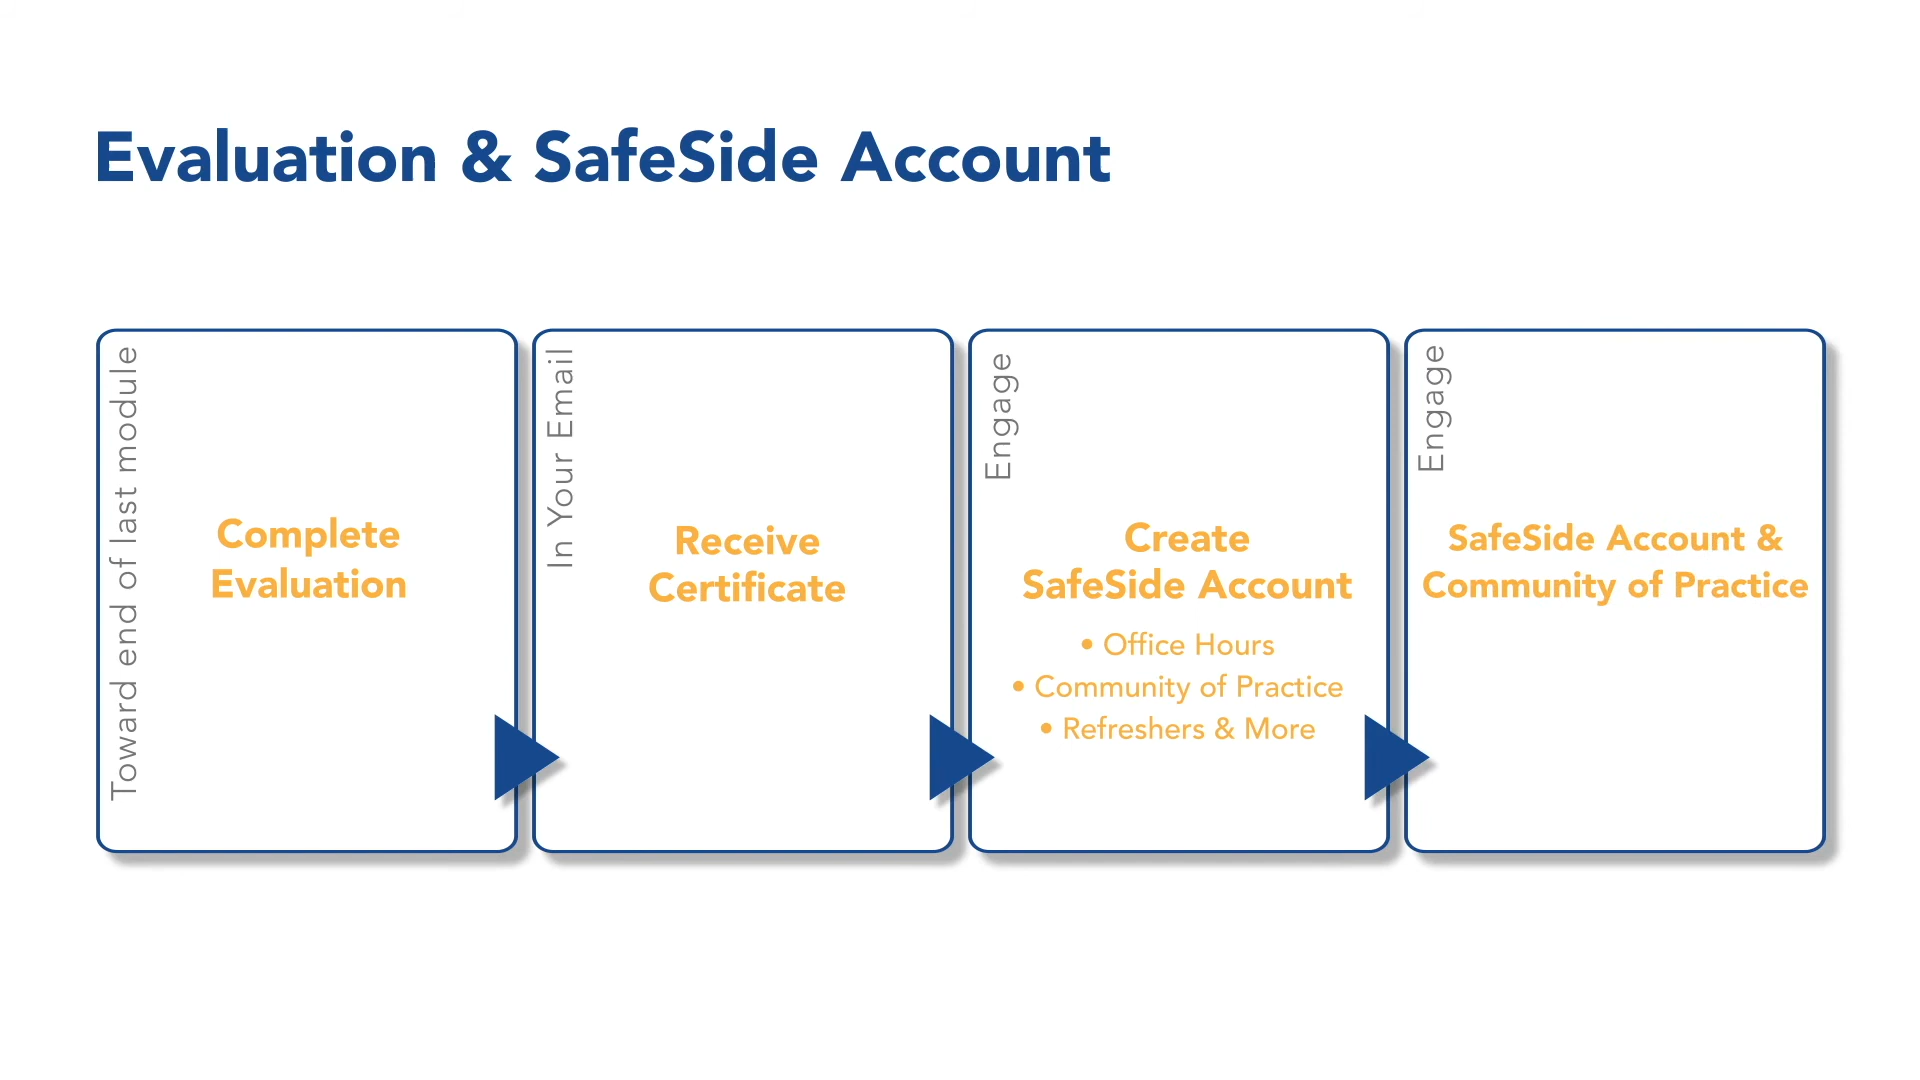 Evaluation & SafeSide Account
Toward end of last module
Complete
Evaluation
In Your Email
Receive
Certificate
Engage
Create
SafeSide Account
• Office Hours
• Community of Practice
• Refreshers & More
Engage
SafeSide Account &
Community of Practice